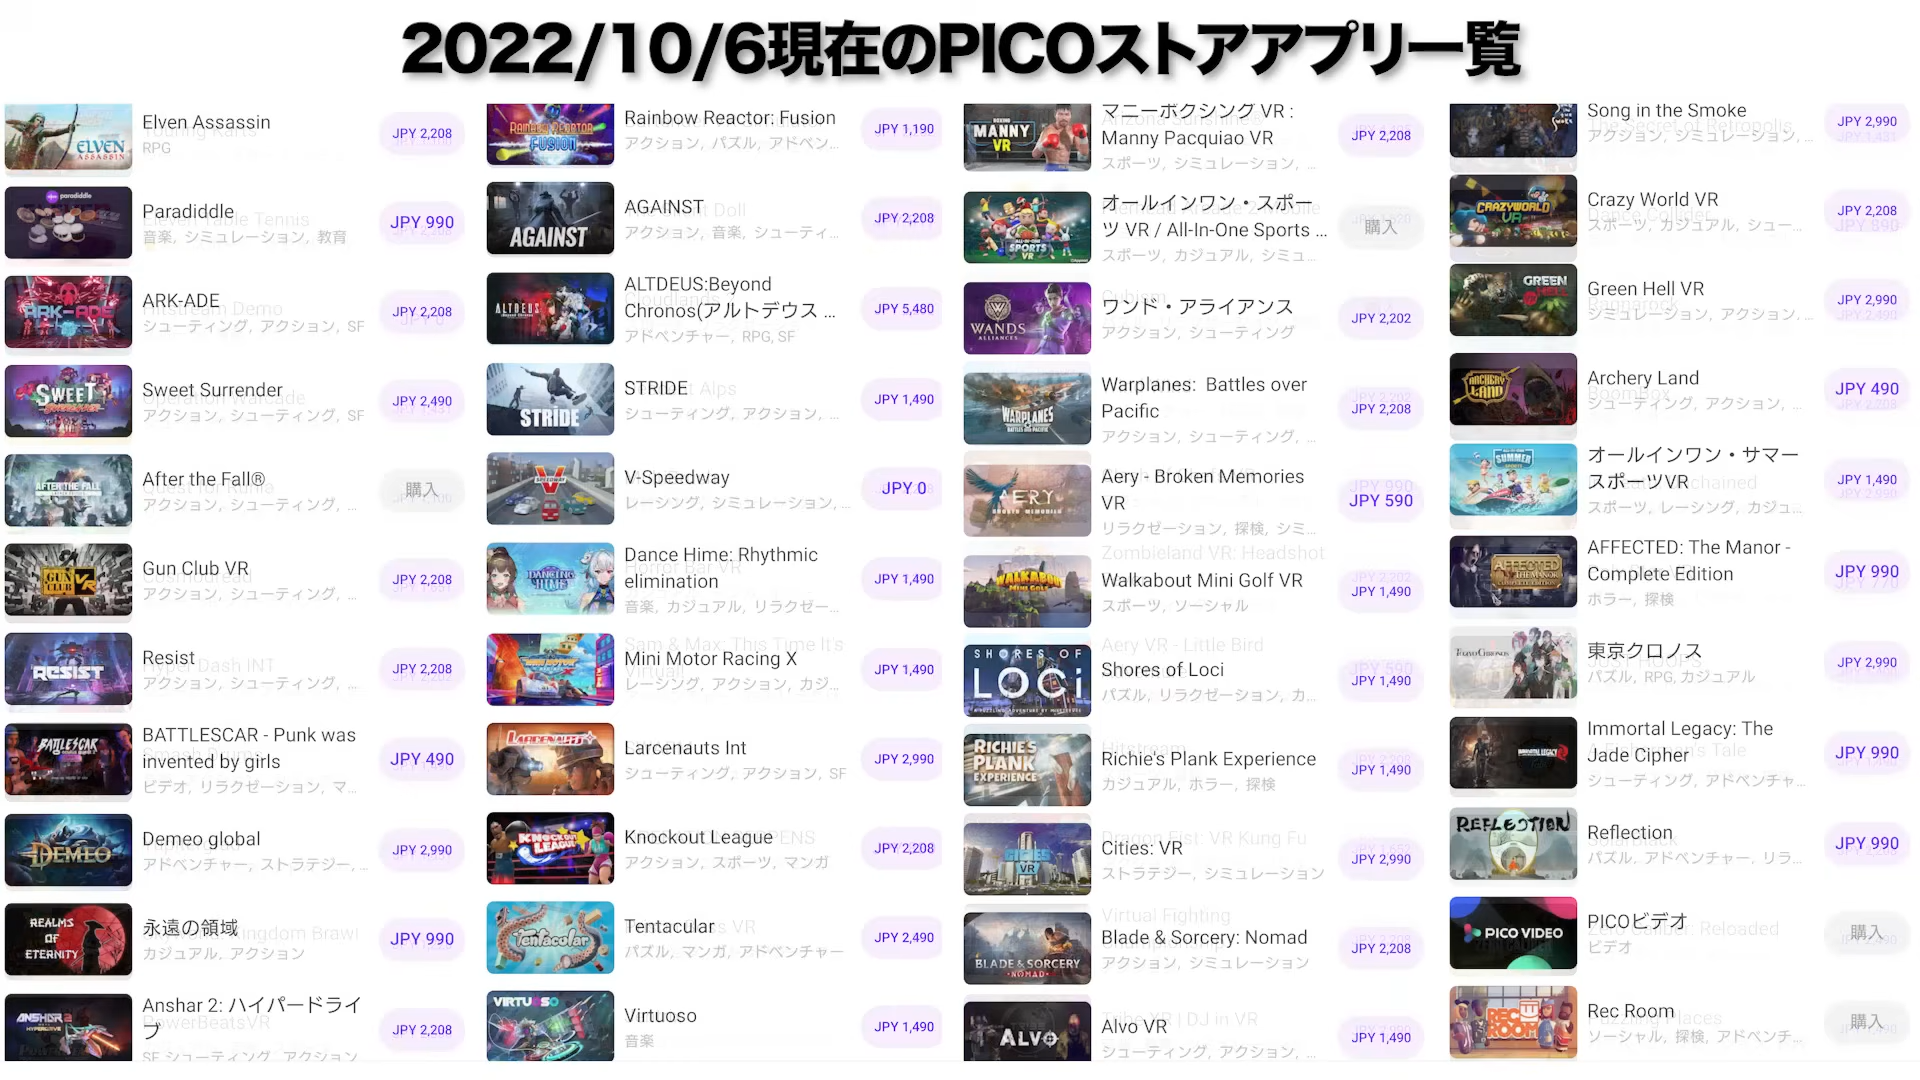 2022/10/6現在のPICOストアアプリ一覧
Elven Assassin
RPG
JPY 2,208
Paradiddle
音楽, シミュレーション, 教育
JPY 990
ARK-ADE
シューティング, アクション, SF
JPY 2,208
Sweet Surrender
アクション, シューティング, SF
JPY 2,490
After the Fall®
アクション, シューティング, ...
購入
Gun Club VR
アクション, シューティング, ...
JPY 2,208
Resist
アクション, シューティング, ...
JPY 2,208
BATTLESCAR - Punk was
invented by girls
ビデオ, リラクゼーション, マ...
JPY 490
Demeo global
アドベンチャー, ストラテジー, ...
JPY 2,990
永遠の領域
カジュアル, アクション
JPY 990
Anshar 2: ハイパードライ
ブ
SF シューティング, アクション
JPY 2,208
Rainbow Reactor: Fusion
アクション, パズル, アドベン...
JPY 1,190
AGAINST
アクション, 音楽, シューティ...
JPY 2,208
ALTDEUS:Beyond
Chronos(アルトデウス ...
アドベンチャー, RPG, SF
JPY 5,480
STRIDE
シューティング, アクション, ...
JPY 1,490
V-Speedway
レーシング, シミュレーション, ...
JPY 0
Dance Hime: Rhythmic
elimination
音楽, カジュアル, リラクゼー...
JPY 1,490
Mini Motor Racing X
レーシング, アクション, カジ...
JPY 1,490
Larcenauts Int
シューティング, アクション, SF
JPY 2,990
Knockout League
アクション, スポーツ, マンガ
JPY 2,208
Tentacular
パズル, マンガ, アドベンチャー
JPY 2,490
Virtuoso
音楽
JPY 1,490
マニーボクシング VR :
Manny Pacquiao VR
スポーツ, シミュレーション, ...
JPY 2,208
オールインワン・スポー
ツ VR / All-In-One Sports ...
スポーツ, カジュアル, シミュ...
購入
ワンド・アライアンス
アクション, シューティング
JPY 2,202
Warplanes: Battles over
Pacific
アクション, シューティング, ...
JPY 2,208
Aery - Broken Memories
VR
リラクゼーション, 探検, シミ...
JPY 590
Zombieland VR: Headshot
Walkabout Mini Golf VR
スポーツ, ソーシャル
JPY 1,490
Aery VR - Little Bird
Shores of Loci
パズル, リラクゼーション, カ...
JPY 1,490
Richie's Plank Experience
カジュアル, ホラー, 探検
JPY 1,490
Dragon Fist: VR Kung Fu
Cities: VR
ストラテジー, シミュレーション
JPY 2,990
Virtual Fighting
Blade & Sorcery: Nomad
アクション, シミュレーション
JPY 2,208
Alvo VR
シューティング, アクション, ...
JPY 1,490
Song in the Smoke
アクション, シミュレーション, ...
JPY 2,990
Crazy World VR
スポーツ, カジュアル, シュー...
JPY 2,208
Green Hell VR
シミュレーション, アクション, ...
JPY 2,990
Archery Land
シューティング, アクション, ...
JPY 490
オールインワン・サマー
スポーツVR
スポーツ, レーシング, カジュ...
JPY 1,490
AFFECTED: The Manor -
Complete Edition
ホラー, 探検
JPY 990
東京クロノス
パズル, RPG, カジュアル
JPY 2,990
Immortal Legacy: The
Jade Cipher
シューティング, アドベンチャ...
JPY 990
Reflection
パズル, アドベンチャー, リラ...
JPY 990
PICOビデオ
ビデオ
購入
Rec Room
ソーシャル, 探検, アドベンチ...
購入